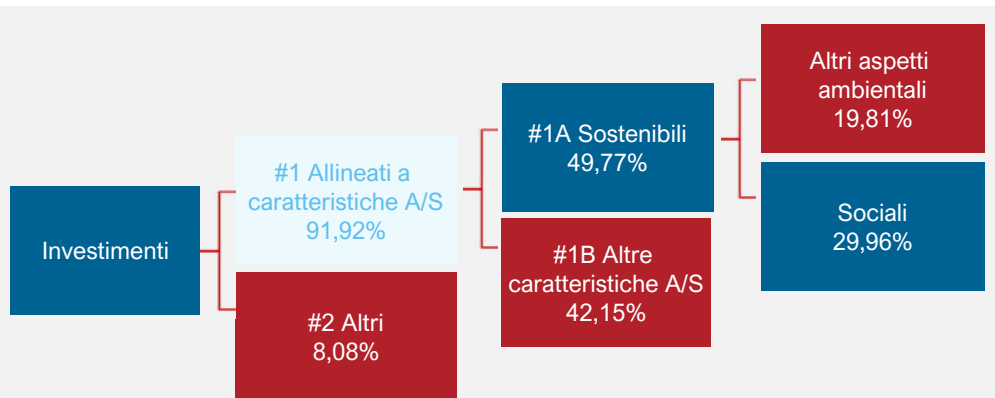 Investimenti
#1 Allineati a
caratteristiche A/S
91,92%
#2 Altri
8,08%
#1A Sostenibili
49,77%
#1B Altre
caratteristiche A/S
42,15%
Altri aspetti
ambientali
19,81%
Sociali
29,96%